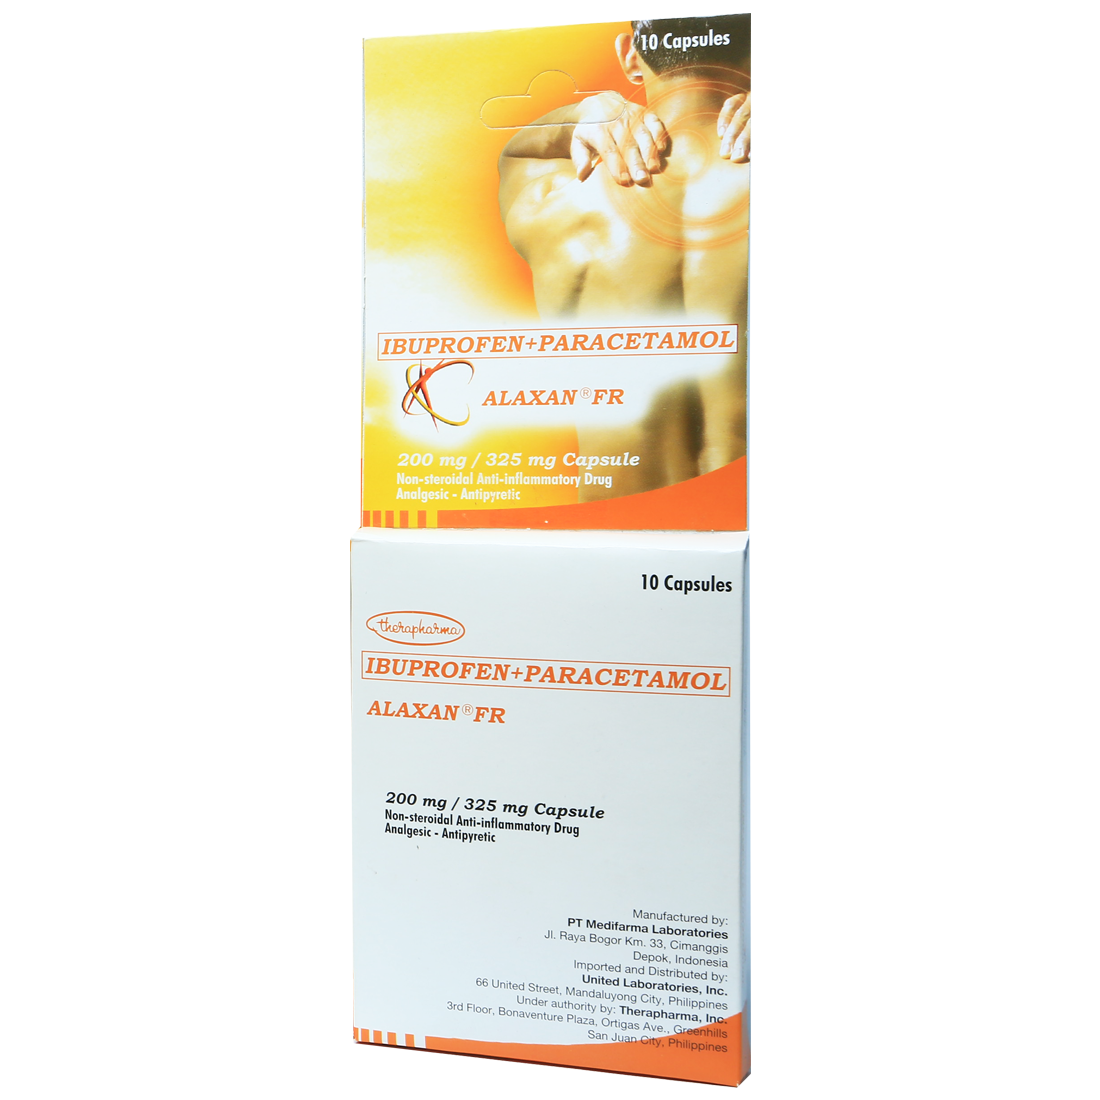 10 Capsules
IBUPROFEN+PARACETAMOL
ALAXAN®FR
200 mg / 325 mg Capsule
Non-steroidal Anti-inflammatory Drug
Analgesic - Antipyretic
10 Capsules
therapharma
IBUPROFEN+PARACETAMOL
ALAXAN®FR
200 mg / 325 mg Capsule
Non-steroidal Anti-inflammatory Drug
Analgesic - Antipyretic
Manufactured by:
PT Medifarma Laboratories
Jl. Raya Bogor Km. 33, Cimanggis
Depok, Indonesia
Imported and Distributed by:
United Laboratories, Inc.
66 United Street, Mandaluyong City, Philippines
Under authority by: Therapharma, Inc.
3rd Floor, Bonaventure Plaza, Ortigas Ave., Greenhills
San Juan City, Philippines